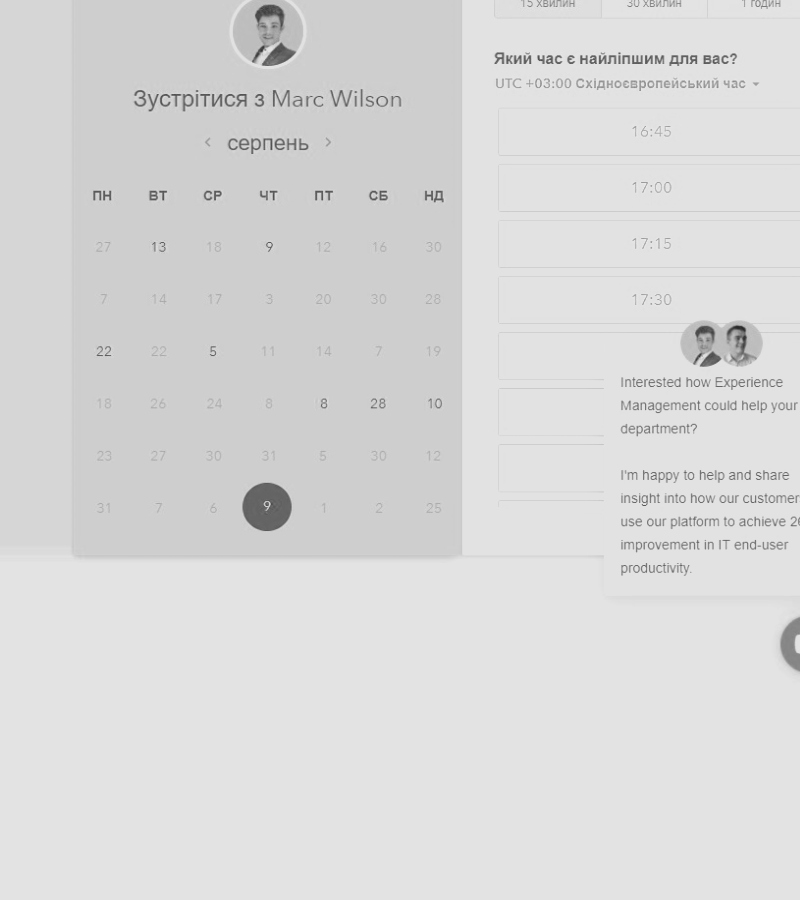 Зустрітися з Marc Wilson
‹ серпень ›
ПН ВТ СР ЧТ ПТ СБ НД
27 13 18 9 12 16 30
7 14 17 3 20 30 28
22 22 5 11 14 7 19
18 26 24 8 8 28 10
23 27 30 31 5 30 12
31 7 6 9 1 2 25
15 хвилин 30 хвилин 1 годин
Який час є найліпшим для вас?
UTC +03:00 Східноєвропейський час
16:45
17:00
17:15
17:30
Interested how Experience
Management could help your
department?
I'm happy to help and share
insight into how our customer
use our platform to achieve
improvement in IT end-user
productivity.